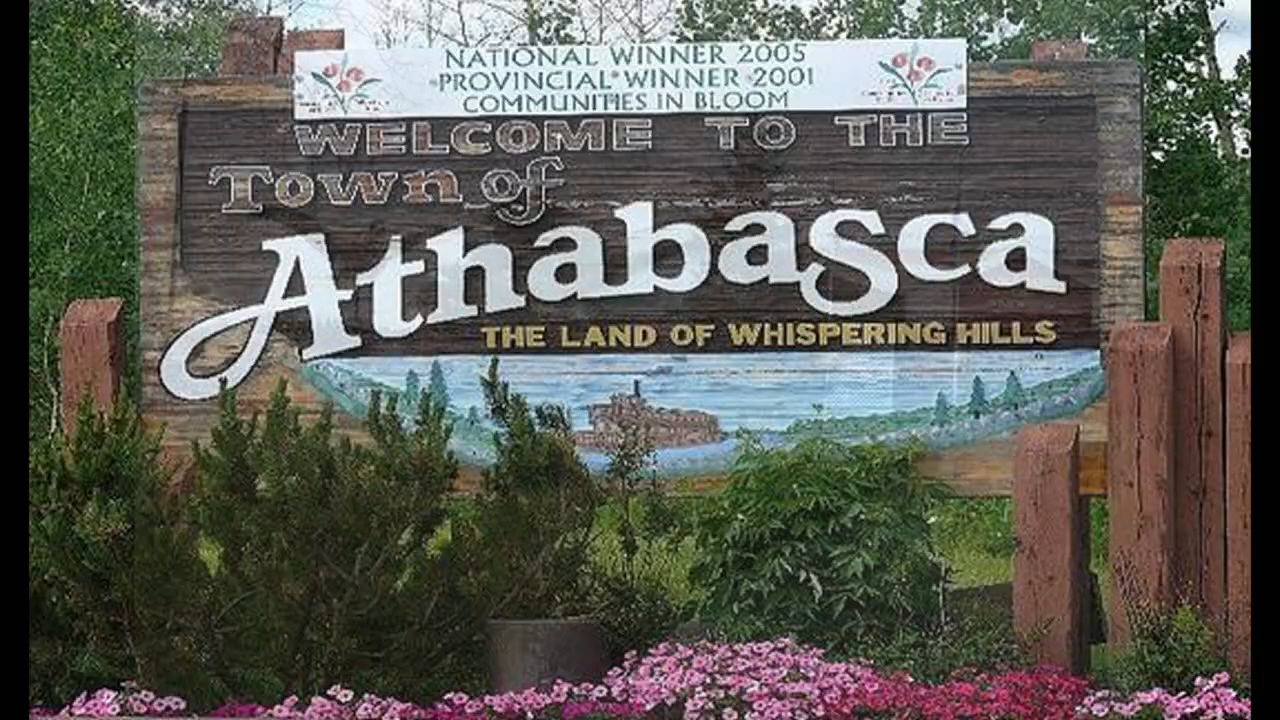 NATIONAL WINNER 2005
PROVINCIAL WINNER 2001
COMMUNITIES IN BLOOM
WELCOME TO THE
Town of
Athabasca
THE LAND OF WHISPERING HILLS